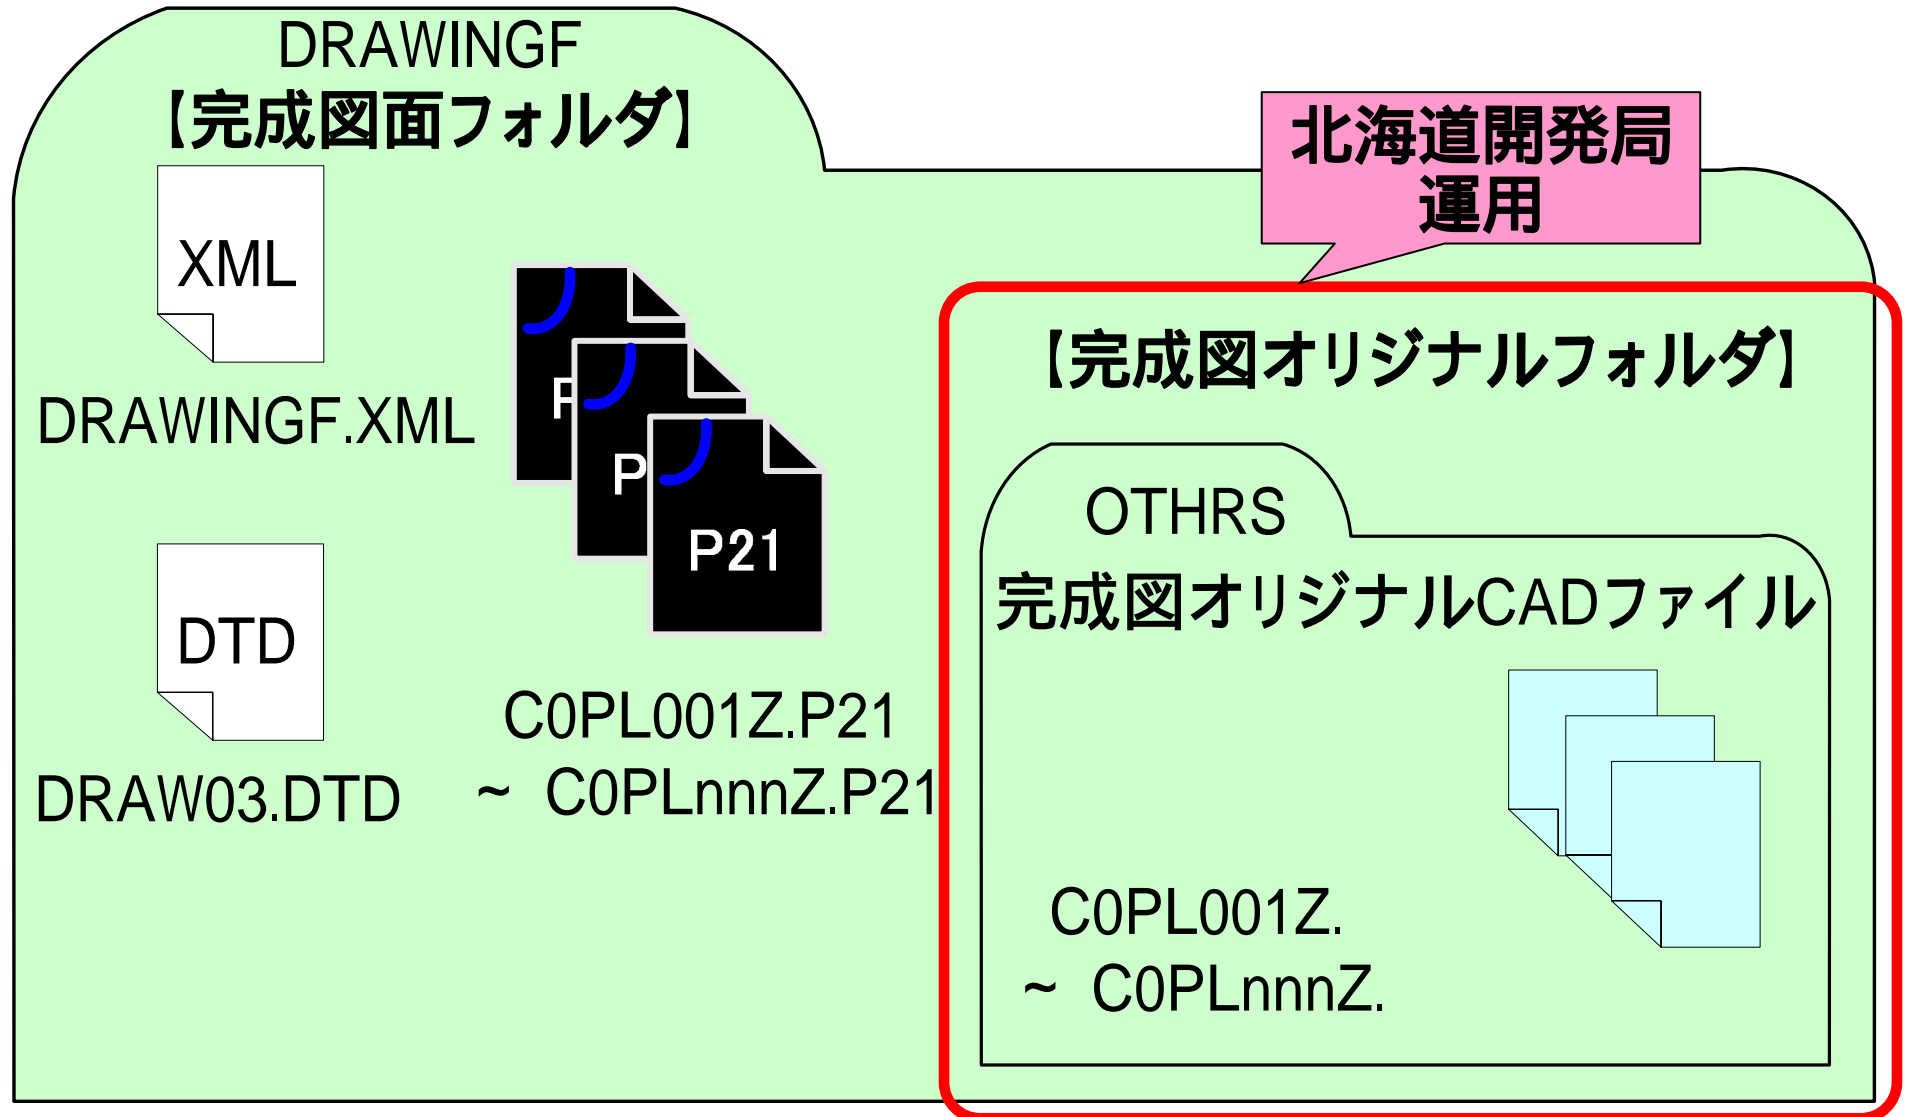 DRAWINGF
【完成図面フォルダ】
北海道開発局
運用
XML
DRAWINGF.XML
P
P
P21
【完成図オリジナルフォルダ】
OTHRS
完成図オリジナルCADファイル
DTD
DRAW03.DTD
C0PL001Z.P21
~ C0PLnnnZ.P21
C0PL001Z.
~ C0PLnnnZ.